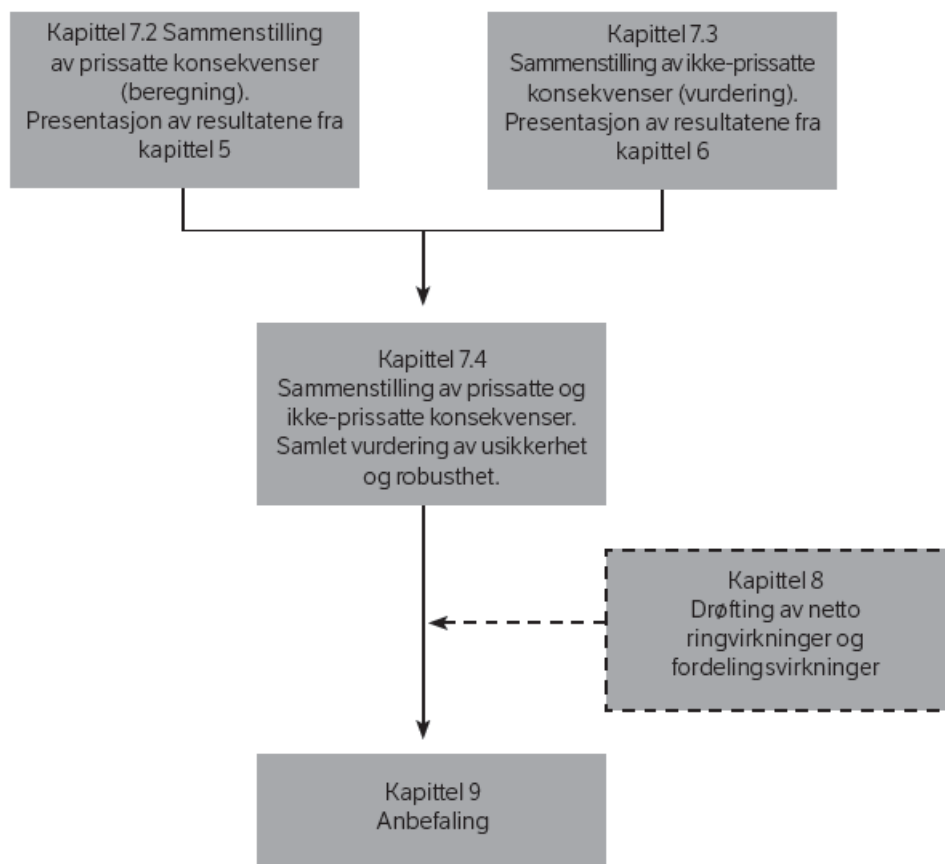 Kapittel 7.2 Sammenstilling
av prissatte konsekvenser
(beregning).
Presentasjon av resultatene fra
kapittel 5
Kapittel 7.3
Sammenstilling av ikke-prissatte
konsekvenser (vurdering).
Presentasjon av resultatene fra
kapittel 6
Kapittel 7.4
Sammenstilling av prissatte og
ikke-prissatte konsekvenser.
Samlet vurdering av usikkerhet
og robusthet.
Kapittel 8
Drøfting av netto
ringvirkninger og
fordelingsvirkninger
Kapittel 9
Anbefaling